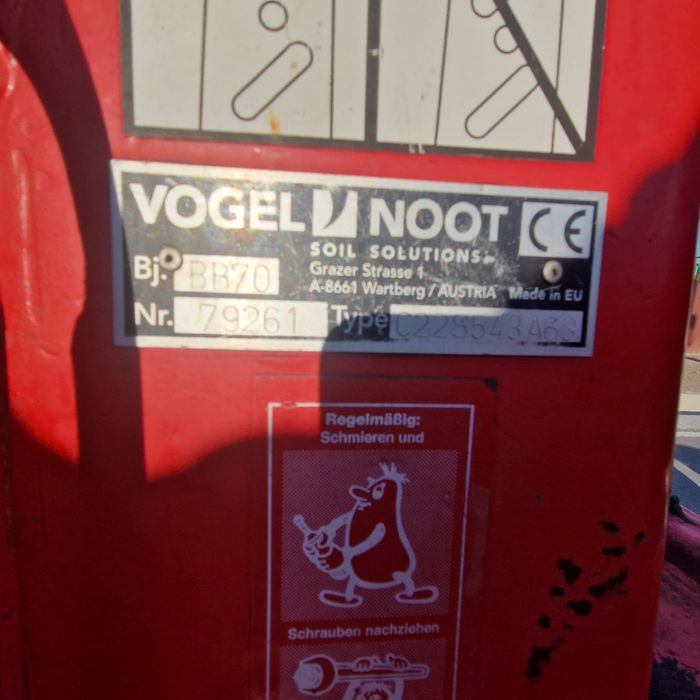 VOGEL NOOT CE
SOIL SOLUTIONS
Bj. BB70 Grazer Strasse 1
A-8661 Wartberg / AUSTRIA Made in EU
Nr. 79261 Type C22S543A63
Regelmäßig:
Schmieren und
Schrauben nachziehen